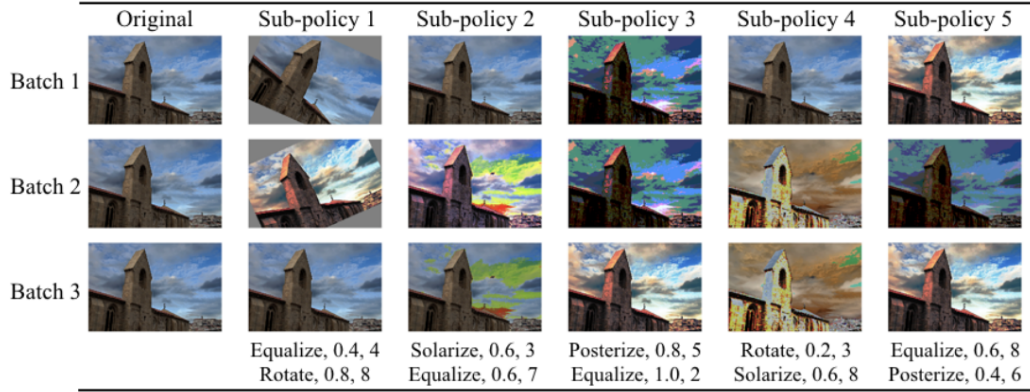 Original Sub-policy 1 Sub-policy 2 Sub-policy 3 Sub-policy 4 Sub-policy 5
Batch 1
Batch 2
Batch 3
Equalize, 0.4, 4 Solarize, 0.6, 3 Posterize, 0.8, 5 Rotate, 0.2, 3 Equalize, 0.6, 8
Rotate, 0.8, 8 Equalize, 0.6, 7 Equalize, 1.0, 2 Solarize, 0.6, 8 Posterize, 0.4, 6